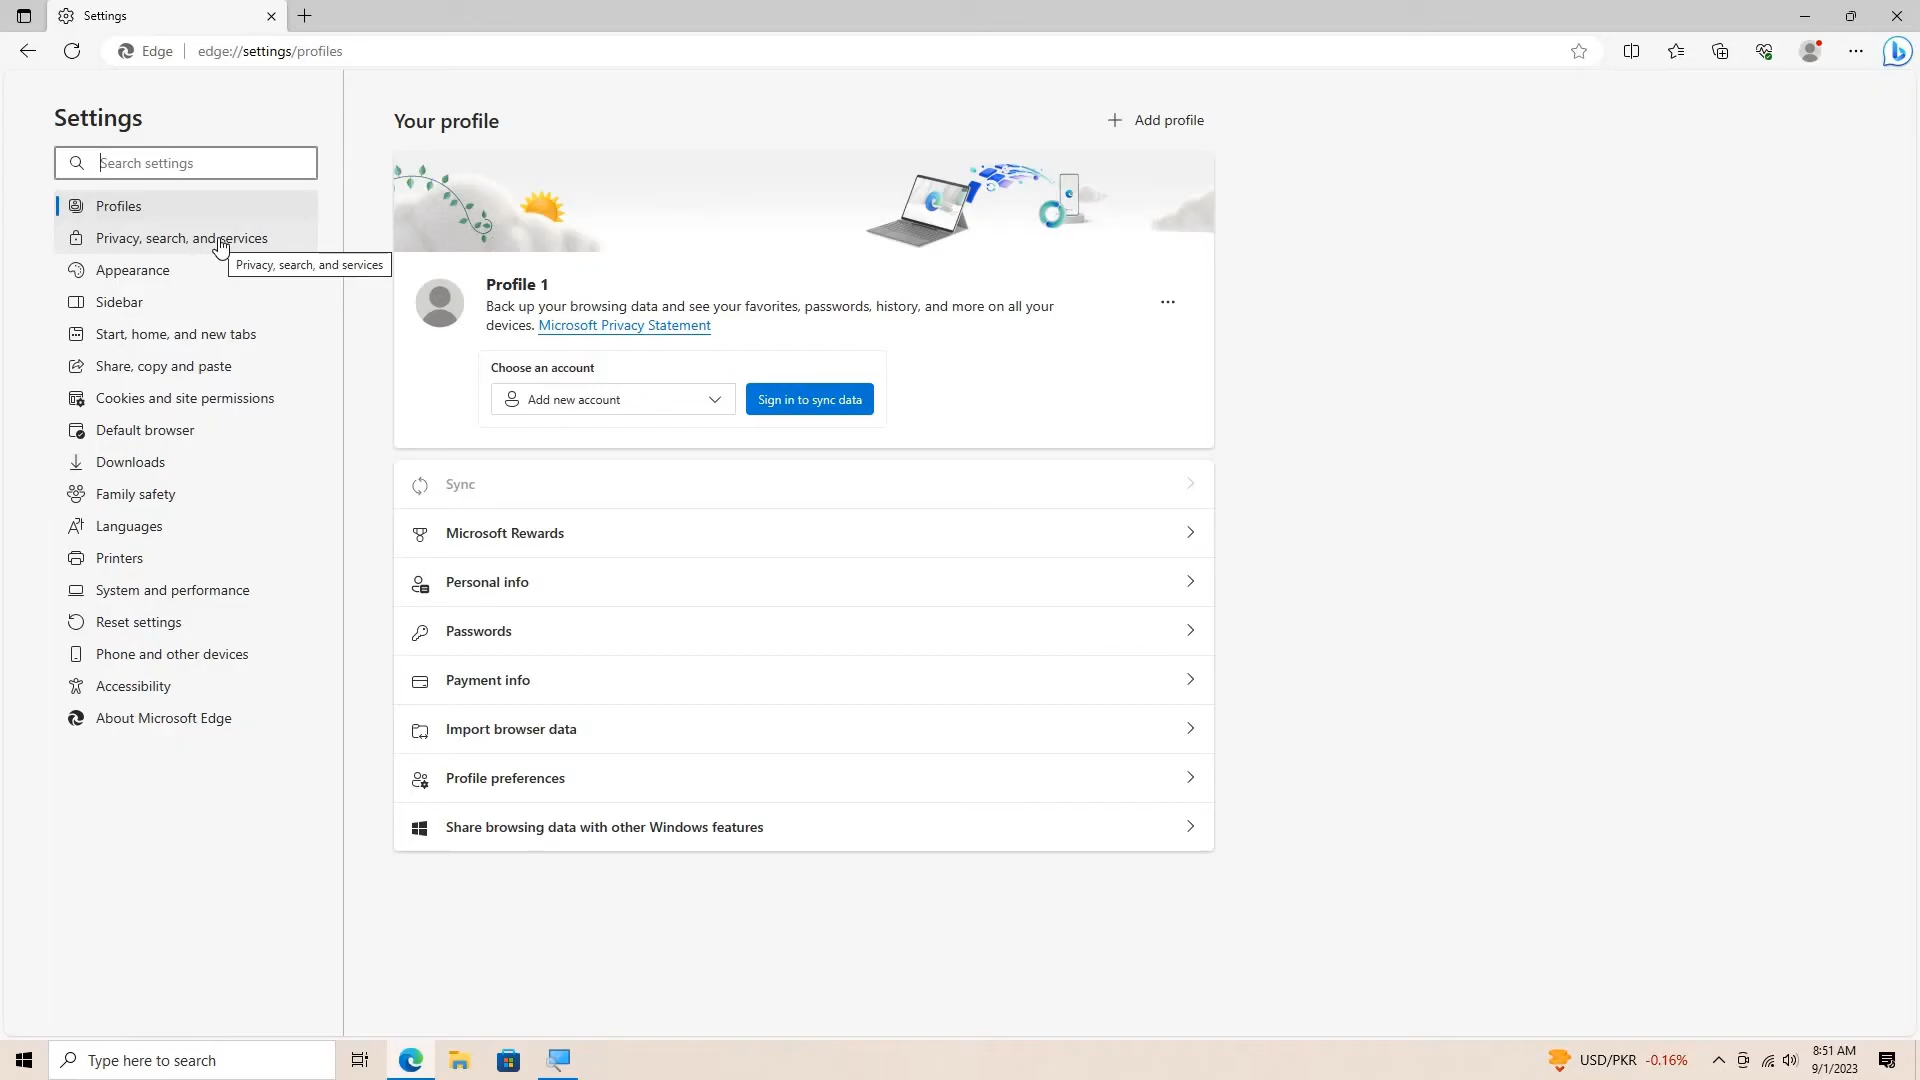 Settings
Edge
edge://settings/profiles
Settings
Search settings
Profiles
Privacy, search, and services
Privacy, search, and services
Appearance
Sidebar
Start, home, and new tabs
Share, copy and paste
Cookies and site permissions
Default browser
Downloads
Family safety
Languages
Printers
System and performance
Reset settings
Phone and other devices
Accessibility
About Microsoft Edge
Your profile
Add profile
Profile 1
Back up your browsing data and see your favorites, passwords, history, and more on all your
devices. Microsoft Privacy Statement
Choose an account
Add new account
Sign in to sync data
Sync
Microsoft Rewards
Personal info
Passwords
Payment info
Import browser data
Profile preferences
Share browsing data with other Windows features
Type here to search
USD/PKR -0.16%
8:51 AM
9/1/2023